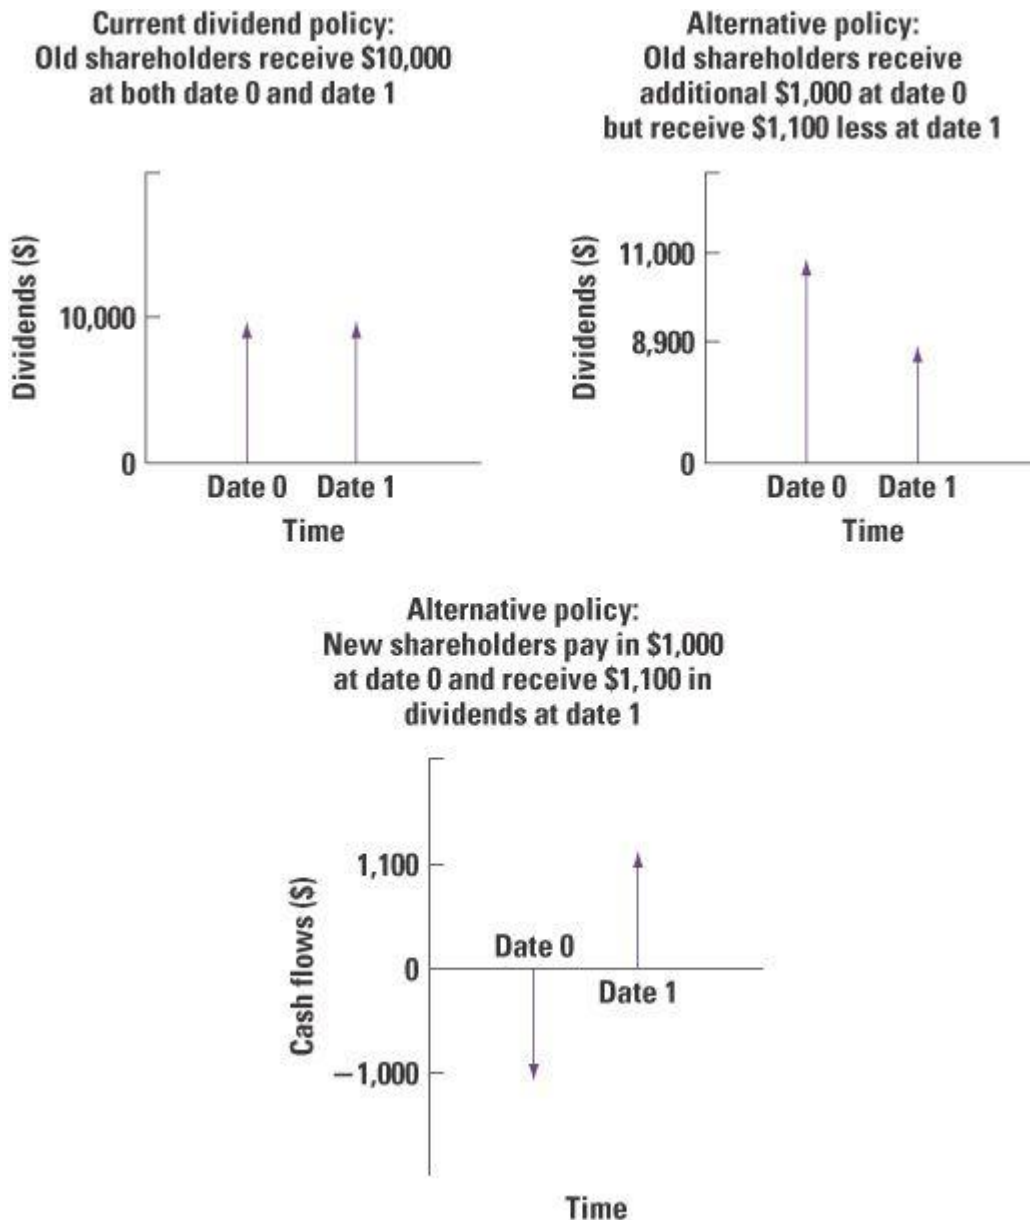 Current dividend policy:
Old shareholders receive $10,000
at both date 0 and date 1
Dividends ($)
10,000
0
Date 0
Date 1
Time
Alternative policy:
Old shareholders receive
additional $1,000 at date 0
but receive $1,100 less at date 1
Dividends ($)
11,000
8,900
0
Date 0
Date 1
Time
Alternative policy:
New shareholders pay in $1,000
at date 0 and receive $1,100 in
dividends at date 1
Cash flows ($)
1,100
Date 0
0
Date 1
−1,000
Time